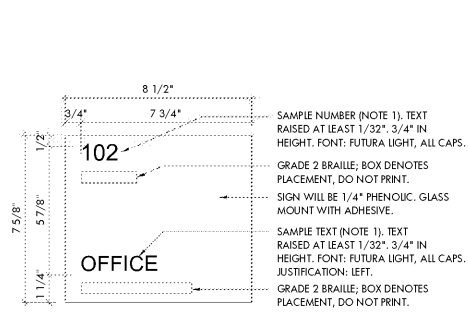 8 1/2"
3/4"
7 3/4"
1/2"
7 5/8"
5 7/8"
1 1/4"
102
OFFICE
SAMPLE NUMBER (NOTE 1). TEXT
RAISED AT LEAST 1/32". 3/4" IN
HEIGHT. FONT: FUTURA LIGHT, ALL CAPS.
GRADE 2 BRAILLE; BOX DENOTES
PLACEMENT, DO NOT PRINT.
SIGN WILL BE 1/4" PHENOLIC. GLASS
MOUNT WITH ADHESIVE.
SAMPLE TEXT (NOTE 1). TEXT
RAISED AT LEAST 1/32". 3/4" IN
HEIGHT. FONT: FUTURA LIGHT, ALL CAPS.
JUSTIFICATION: LEFT.
GRADE 2 BRAILLE; BOX DENOTES
PLACEMENT, DO NOT PRINT.